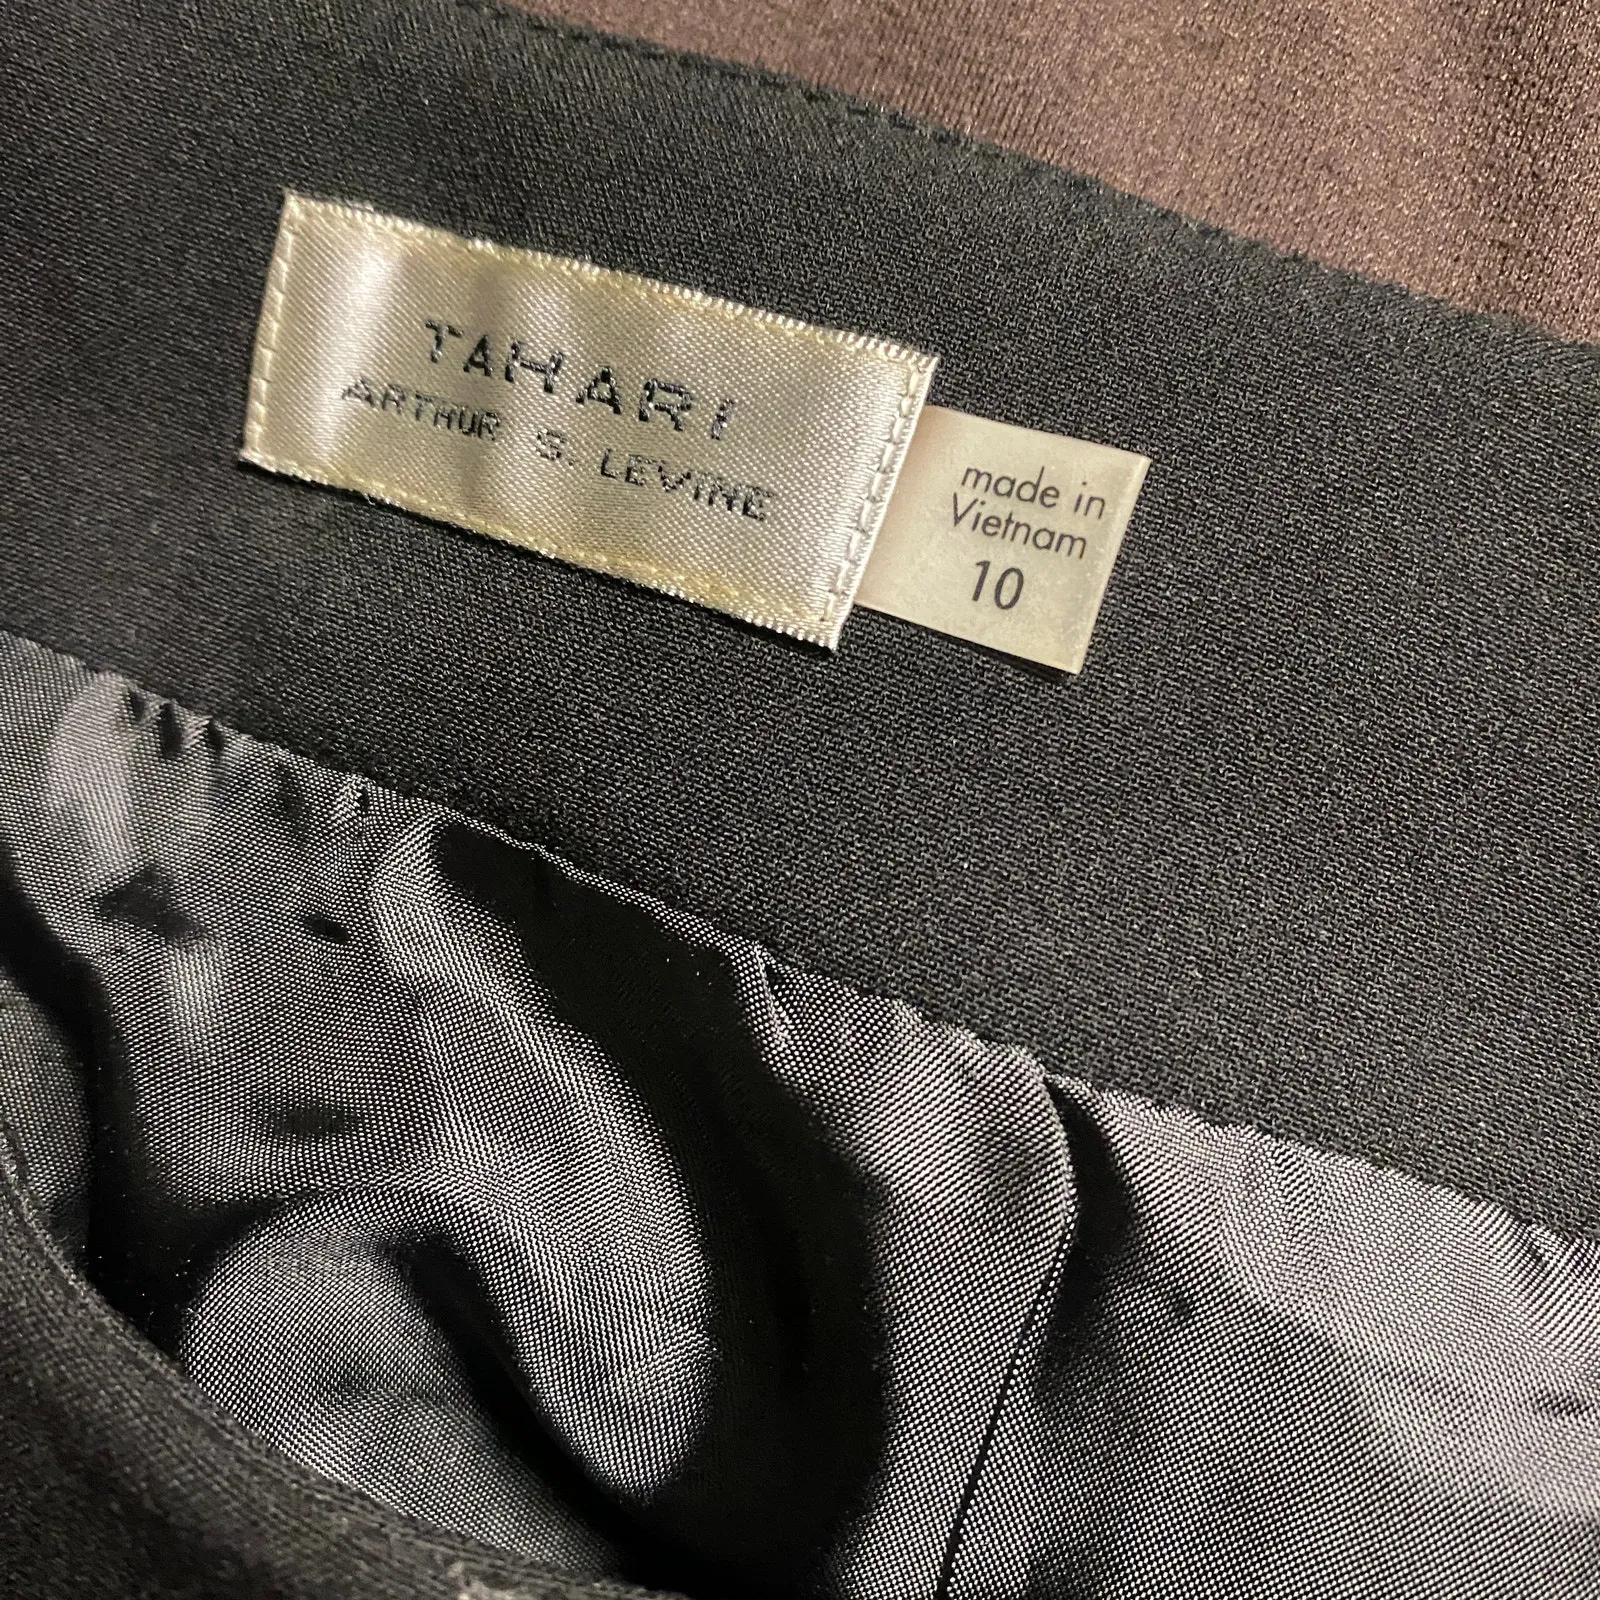 TAHARI
ARTHUR S. LEVINE
made in
Vietnam
10